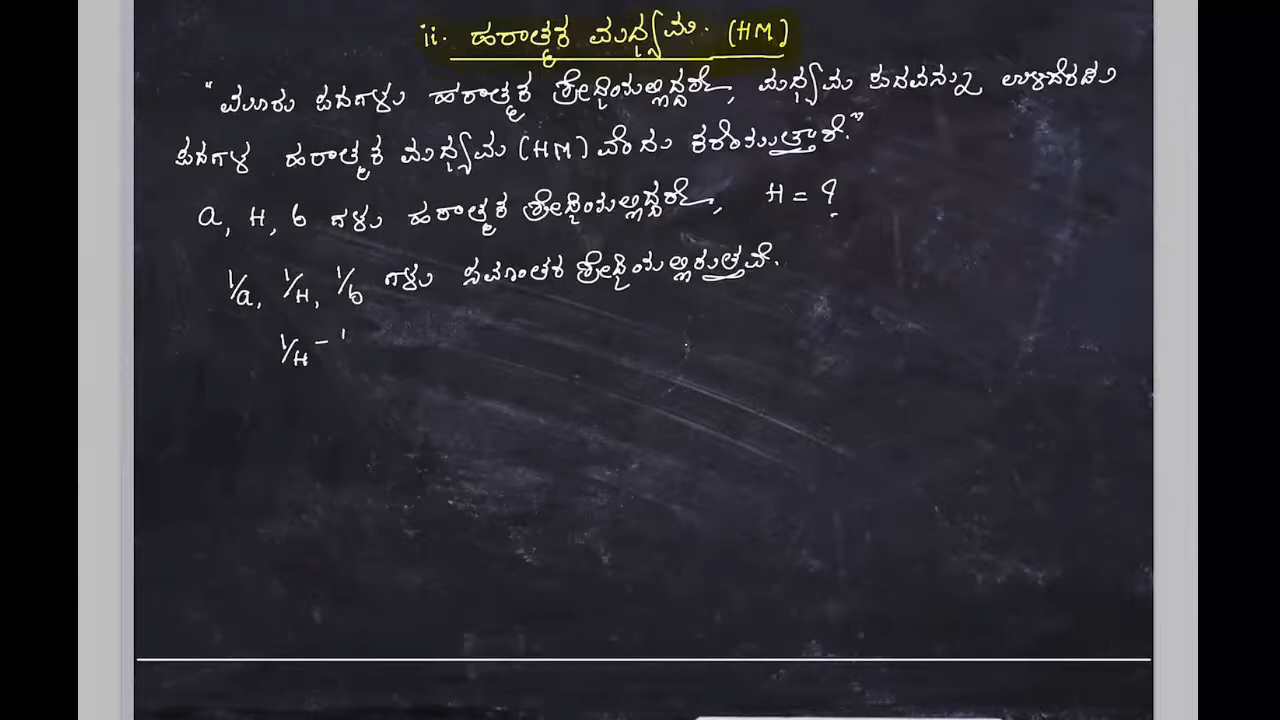 ii. ಹರಾತ್ಮಕ ಮಧ್ಯಮ. (HM)
"ಮೂರು ಪದಗಳು ಹರಾತ್ಮಕ ಶ್ರೇಢಿಯಲ್ಲಿದ್ದರೆ, ಮಧ್ಯಮ ಪದವನ್ನು ಉಳಿದೆರಡು
ಪದಗಳ ಹರಾತ್ಮಕ ಮಧ್ಯಮ (HM) ವೆಂದು ಕರೆಯುತ್ತಾರೆ."
a, H, b ಗಳು ಹರಾತ್ಮಕ ಶ್ರೇಢಿಯಲ್ಲಿದ್ದರೆ, H = ?
1/a, 1/H, 1/b ಗಳು ಸಮಾಂತರ ಶ್ರೇಢಿಯಲ್ಲಿರುತ್ತವೆ.
1/H - 1